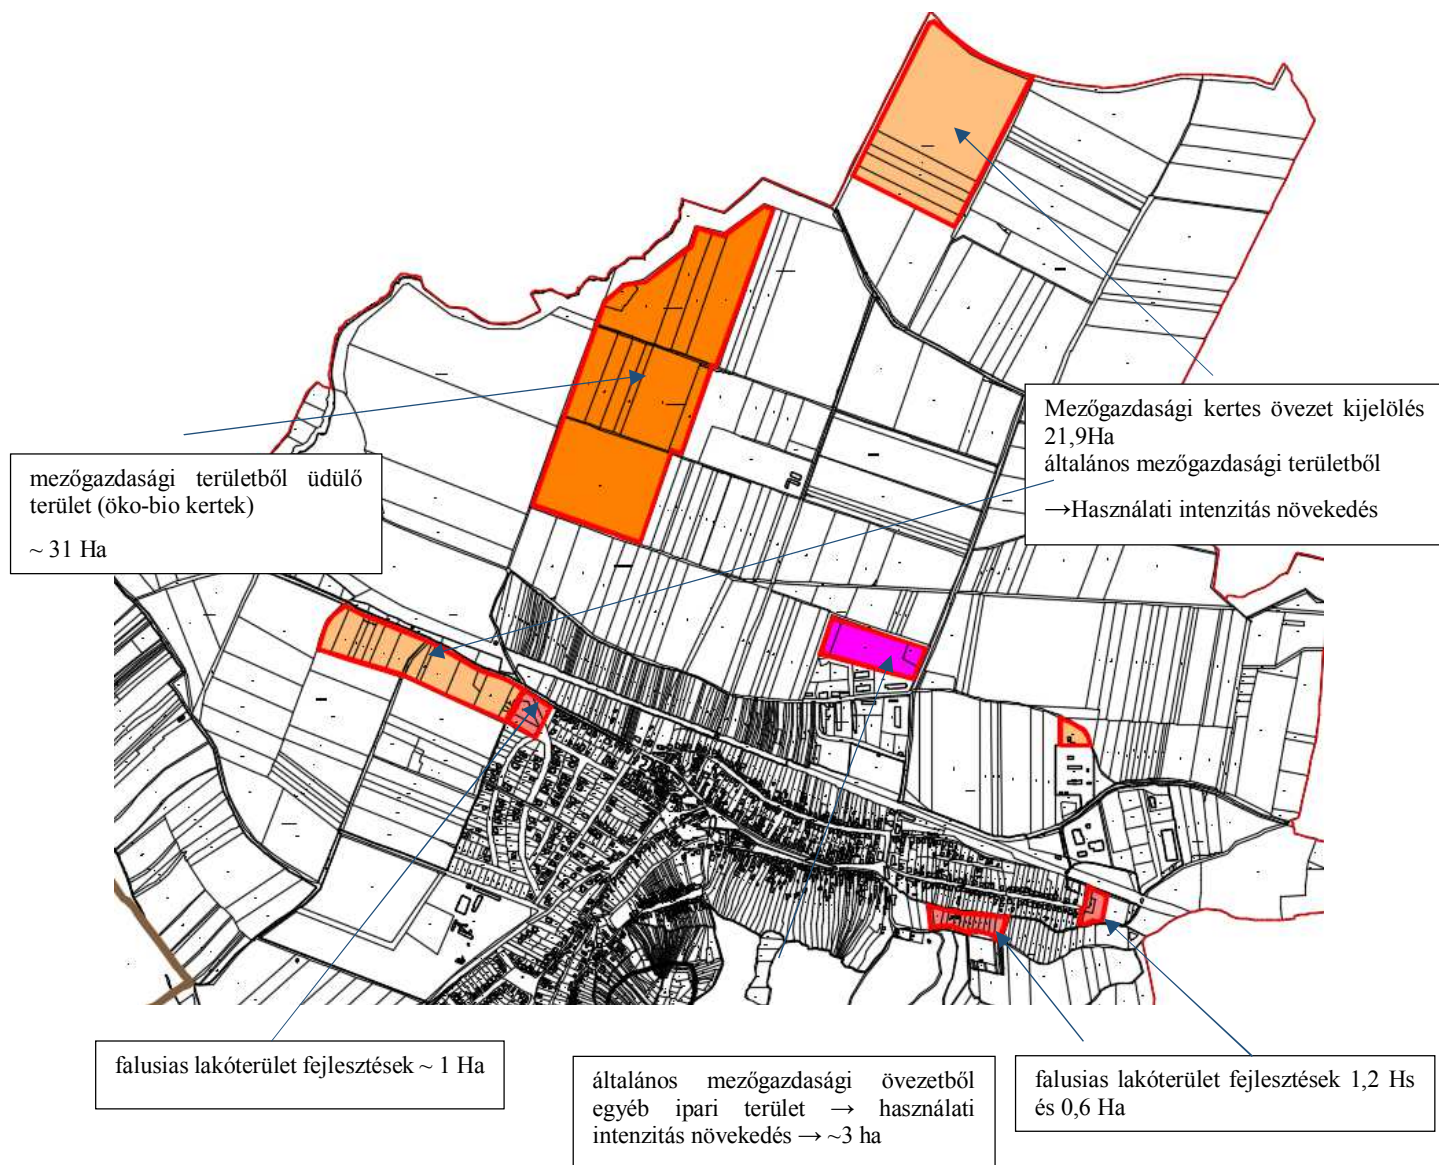 Mezőgazdasági kertes övezet kijelölés
21,9Ha
általános mezőgazdasági területből
→Használati intenzitás növekedés
mezőgazdasági területből üdülő
terület (öko-bio kertek)
~ 31 Ha
falusias lakóterület fejlesztések ~ 1 Ha
általános mezőgazdasági övezetből
egyéb ipari terület → használati
intenzitás növekedés → ~3 ha
falusias lakóterület fejlesztések 1,2 Hs
és 0,6 Ha